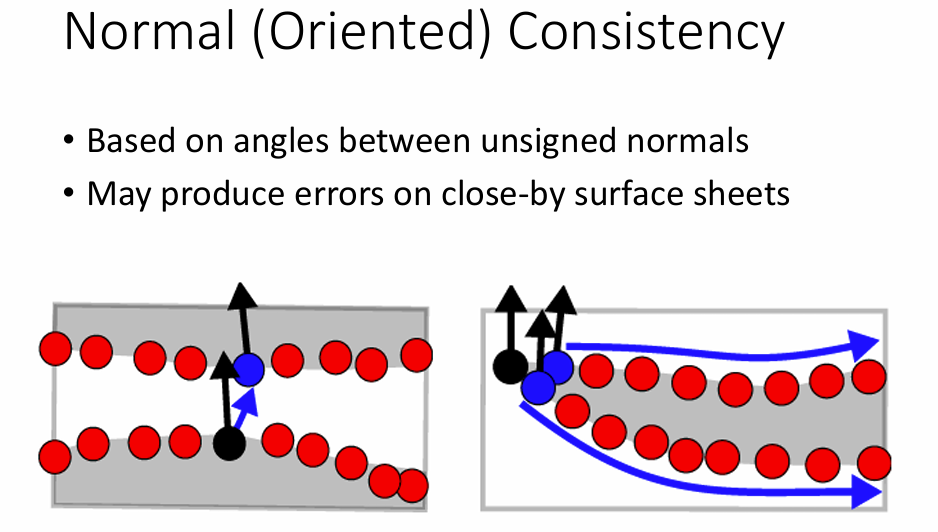 Normal (Oriented) Consistency
• Based on angles between unsigned normals
• May produce errors on close-by surface sheets